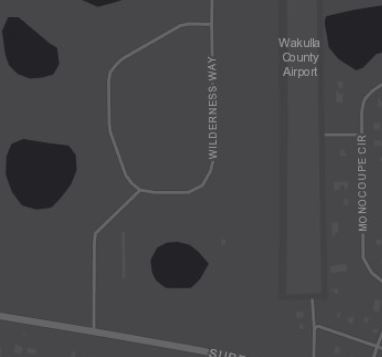 Wakulla
County
Airport
WILDERNESS WAY
MONOCOUPE CIR